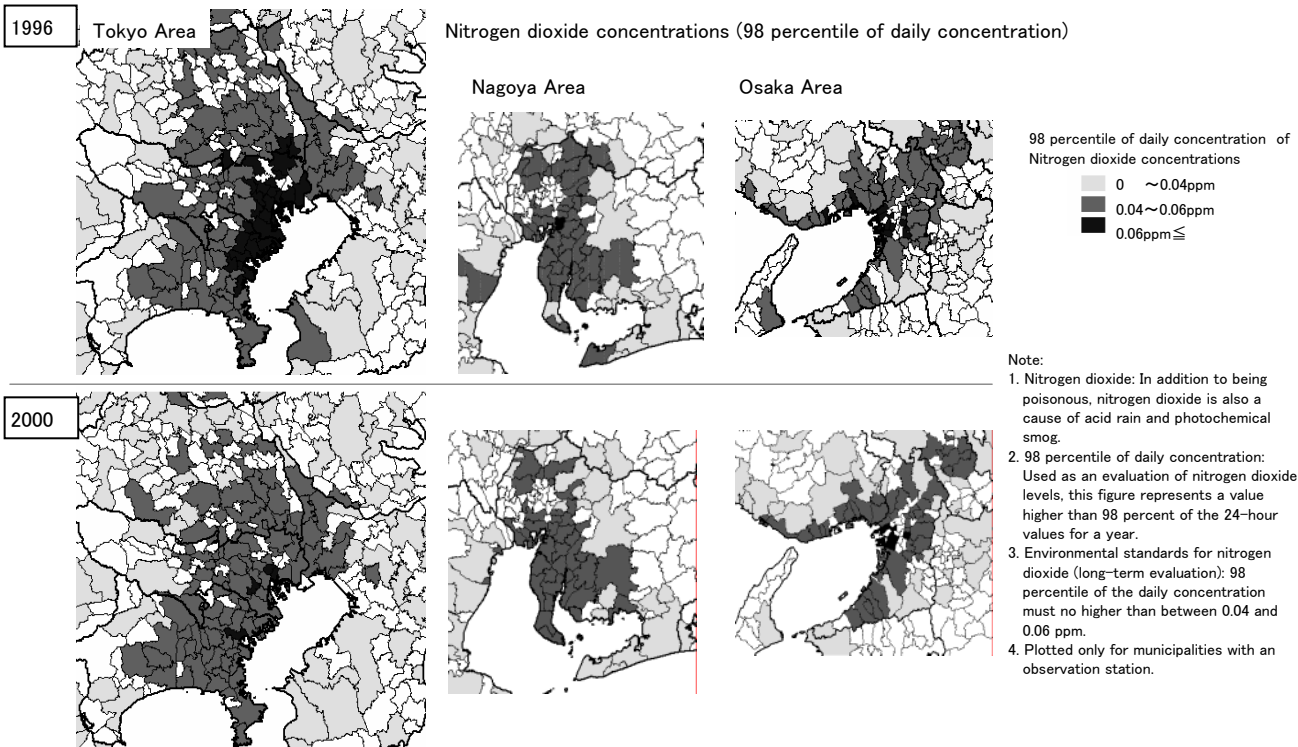 1996
Tokyo Area
Nitrogen dioxide concentrations (98 percentile of daily concentration)
Nagoya Area
Osaka Area
98 percentile of daily concentration of
Nitrogen dioxide concentrations
0 ～0.04ppm
0.04～0.06ppm
0.06ppm≦
2000
Note:
1. Nitrogen dioxide: In addition to being
poisonous, nitrogen dioxide is also a
cause of acid rain and photochemical
smog.
2. 98 percentile of daily concentration:
Used as an evaluation of nitrogen dioxide
levels, this figure represents a value
higher than 98 percent of the 24-hour
values for a year.
3. Environmental standards for nitrogen
dioxide (long-term evaluation): 98
percentile of the daily concentration
must no higher than between 0.04 and
0.06 ppm.
4. Plotted only for municipalities with an
observation station.